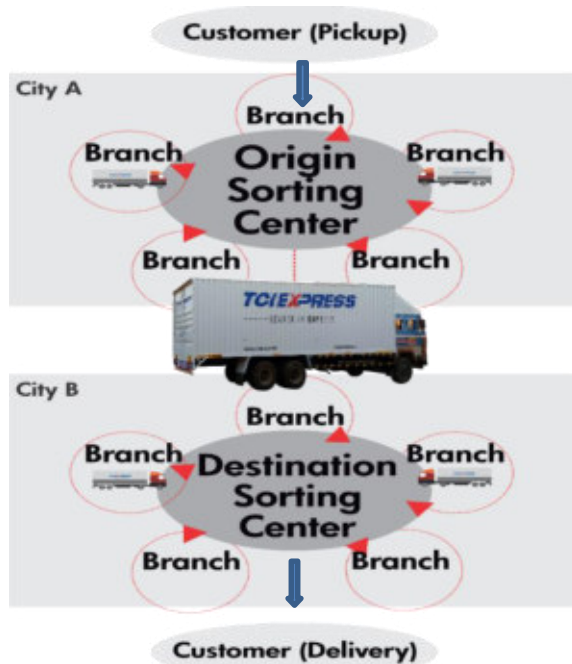 Customer (Pickup)
City A
Branch
Branch
Branch
Origin
Sorting
Center
Branch
Branch
TCI EXPRESS
City B
Branch
Branch
Branch
Destination
Sorting
Center
Branch
Branch
Customer (Delivery)